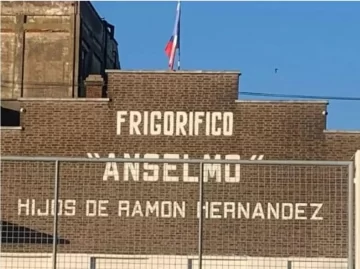 FRIGORIFICO
"ANSELMO"
HIJOS DE RAMON HERNANDEZ